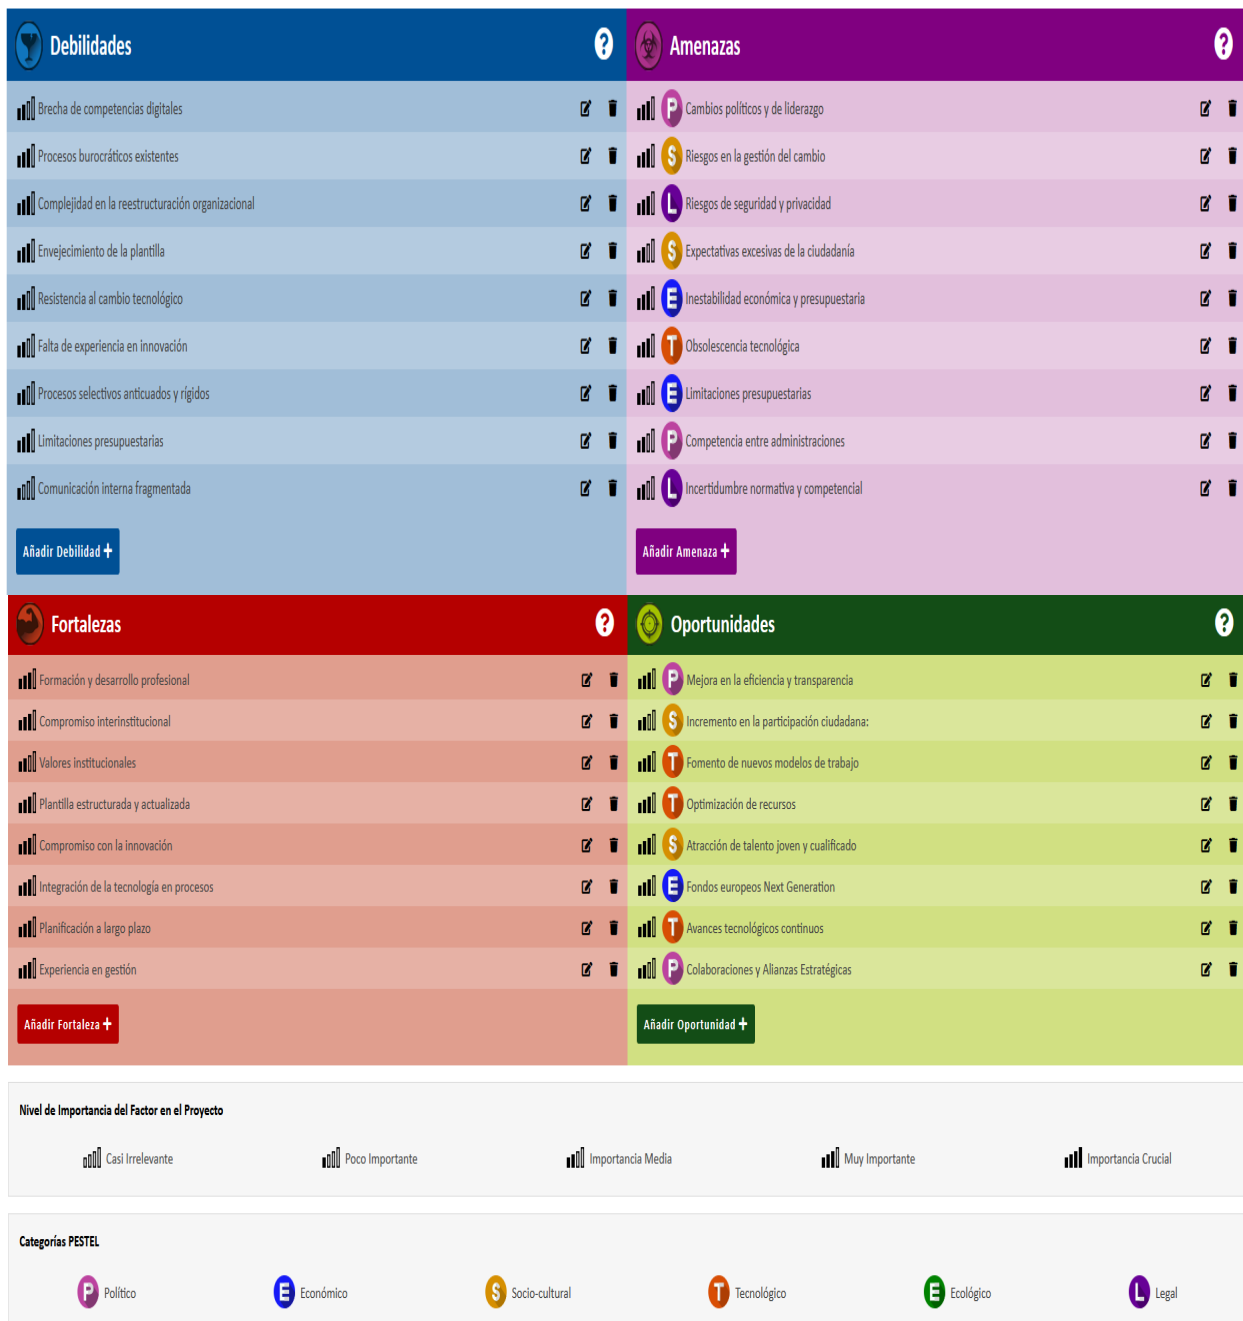 Debilidades
?
Brecha de competencias digitales
Procesos burocráticos existentes
Complejidad en la reestructuración organizacional
Envejecimiento de la plantilla
Resistencia al cambio tecnológico
Falta de experiencia en innovación
Procesos selectivos anticuados y rígidos
Limitaciones presupuestarias
Comunicación interna fragmentada
Añadir Debilidad +
Amenazas
?
P Cambios políticos y de liderazgo
S Riesgos en la gestión del cambio
L Riesgos de seguridad y privacidad
S Expectativas excesivas de la ciudadanía
E Inestabilidad económica y presupuestaria
T Obsolescencia tecnológica
E Limitaciones presupuestarias
P Competencia entre administraciones
L Incertidumbre normativa y competencial
Añadir Amenaza +
Fortalezas
?
Formación y desarrollo profesional
Compromiso interinstitucional
Valores institucionales
Plantilla estructurada y actualizada
Compromiso con la innovación
Integración de la tecnología en procesos
Planificación a largo plazo
Experiencia en gestión
Añadir Fortaleza +
Oportunidades
?
P Mejora en la eficiencia y transparencia
S Incremento en la participación ciudadana:
T Fomento de nuevos modelos de trabajo
T Optimización de recursos
S Atracción de talento joven y cualificado
E Fondos europeos Next Generation
T Avances tecnológicos continuos
P Colaboraciones y Alianzas Estratégicas
Añadir Oportunidad +
Nivel de Importancia del Factor en el Proyecto
Casi Irrelevante
Poco Importante
Importancia Media
Muy Importante
Importancia Crucial
Categorías PESTEL
P Político
E Económico
S Socio-cultural
T Tecnológico
E Ecológico
L Legal